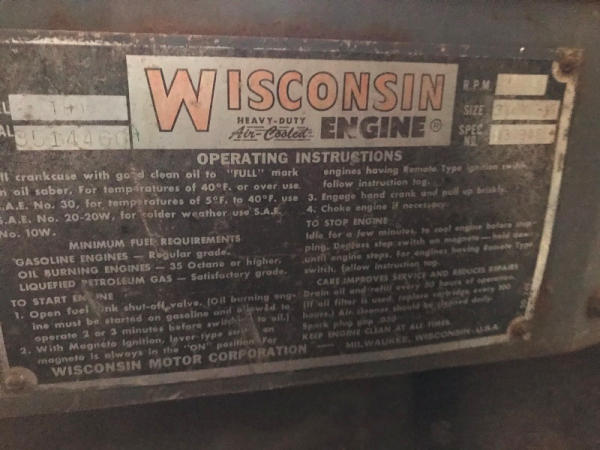 WISCONSIN
HEAVY-DUTY
Air-Cooled
ENGINE®
R.P.M.
SIZE
SPEC.
NO.
OPERATING INSTRUCTIONS
crankcase with good clean oil to "FULL" mark
oil saber. For temperatures of 40°F. or over use
S.A.E. No. 30, for temperatures of 5°F. to 40°F. use
S.A.E. No. 20-20W, for colder weather use S.A.E.
No. 10W.
MINIMUM FUEL REQUIREMENTS
GASOLINE ENGINES — Regular grade.
OIL BURNING ENGINES — 35 Octane or higher.
LIQUEFIED PETROLEUM GAS — Satisfactory grade.
TO START ENGINE
1. Open fuel tank shut-off valve. (Oil burning eng-
ine must be started on gasoline and allowed to
operate 2 or 3 minutes before switching to oil.)
2. With Magneto Ignition, lever type switch on
magneto is always in the "ON" position. For
engines having Remote Type ignition switch
follow instruction tag.
3. Engage hand crank and pull up briskly.
4. Choke engine if necessary.
TO STOP ENGINE
Idle for a few minutes, to cool engine before stop-
ping. Depress stop switch on magneto — hold down
until engine stops. For engines having Remote Type
switch, follow instruction tag.
CARE IMPROVES SERVICE AND REDUCES REPAIRS
Drain oil and refill every 50 hours of operation.
(If oil filter is used, replace cartridge every 100
hours.) Air cleaner should be cleaned daily.
Spark plug gap .030
KEEP ENGINE CLEAN AT ALL TIMES.
WISCONSIN MOTOR CORPORATION — MILWAUKEE, WISCONSIN U.S.A.